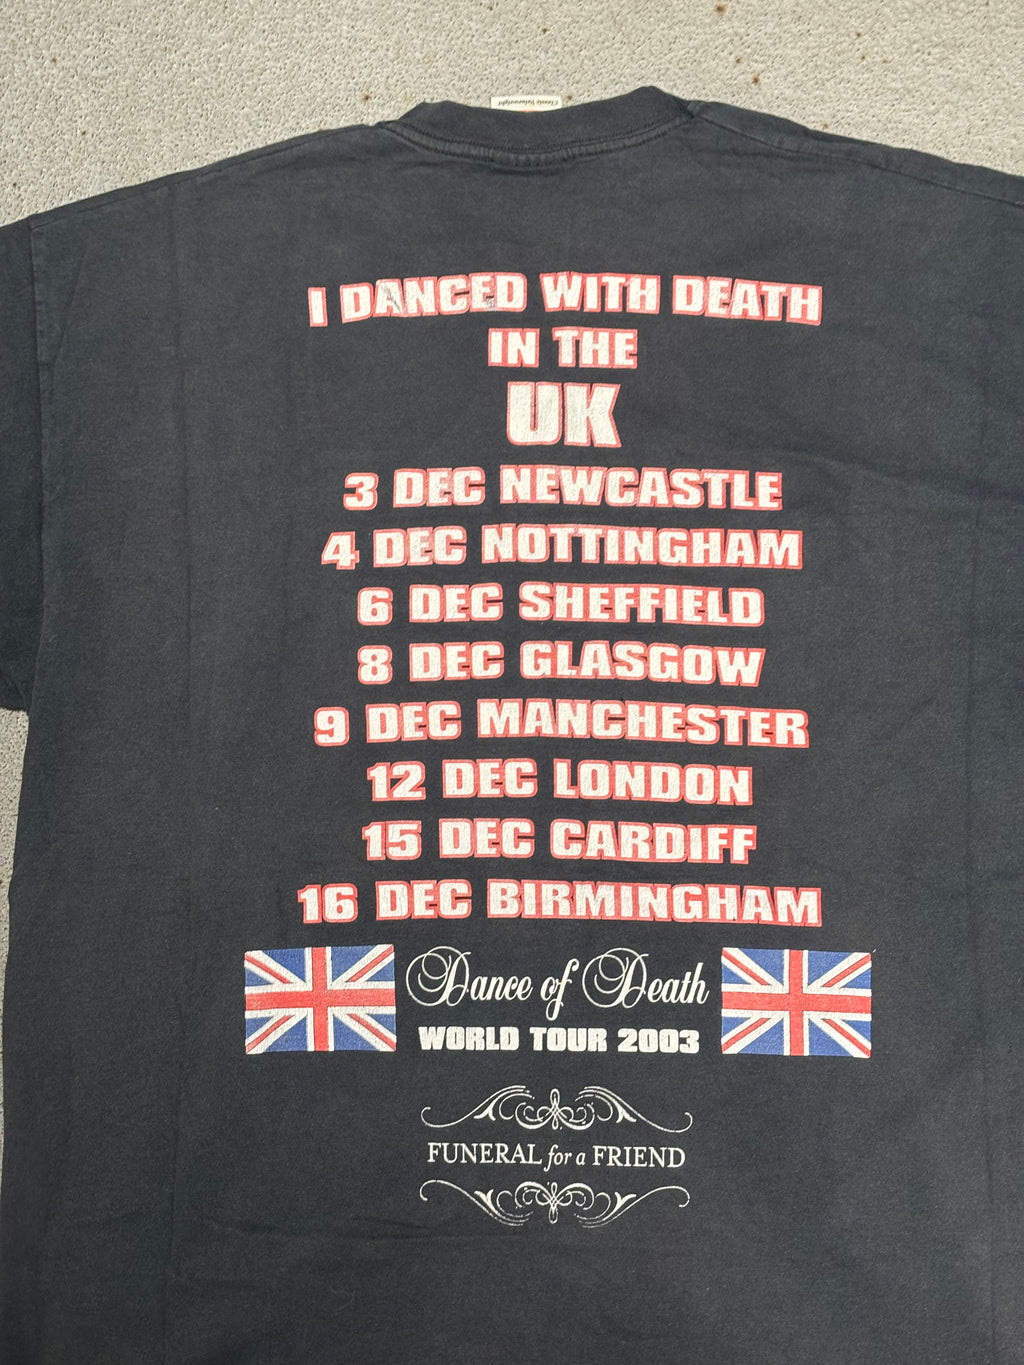 Classic Valueweight
I DANCED WITH DEATH
IN THE
UK
3 DEC NEWCASTLE
4 DEC NOTTINGHAM
6 DEC SHEFFIELD
8 DEC GLASGOW
9 DEC MANCHESTER
12 DEC LONDON
15 DEC CARDIFF
16 DEC BIRMINGHAM
Dance of Death
WORLD TOUR 2003
FUNERAL for a FRIEND